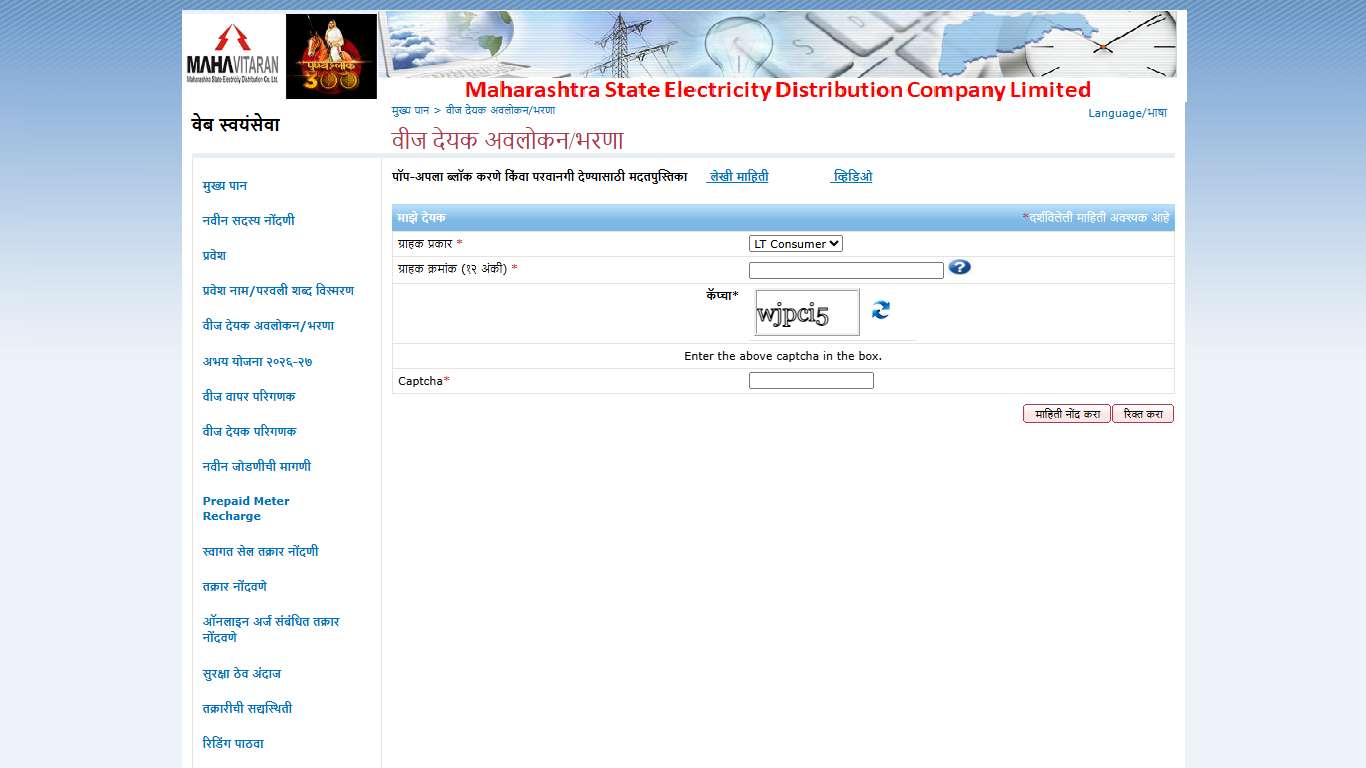 MAHAVITARAN
Maharashtra State Electricity Distribution Co. Ltd.
पुण्यश्लोक
300
Maharashtra State Electricity Distribution Company Limited
वेब स्वयंसेवा
मुख्य पान > वीज देयक अवलोकन/भरणा
Language/भाषा
वीज देयक अवलोकन/भरणा
मुख्य पान
नवीन सदस्य नोंदणी
प्रवेश
प्रवेश नाम/परवली शब्द विस्मरण
वीज देयक अवलोकन/भरणा
अभय योजना २०२६-२७
वीज वापर परिगणक
वीज देयक परिगणक
नवीन जोडणीची मागणी
Prepaid Meter
Recharge
स्वागत सेल तक्रार नोंदणी
तक्रार नोंदवणे
ऑनलाइन अर्ज संबंधित तक्रार
नोंदवणे
सुरक्षा ठेव अंदाज
तक्रारीची सद्यस्थिती
रिडिंग पाठवा
पॉप-अपला ब्लॉक करणे किंवा परवानगी देण्यासाठी मदतपुस्तिका लेखी माहिती व्हिडिओ
माझे देयक *दर्शविलेती माहिती अवश्यक आहे
ग्राहक प्रकार * LT Consumer
ग्राहक क्रमांक (१२ अंकी) *
कॅप्चा* wjpci5
Enter the above captcha in the box.
Captcha*
माहिती नोंद करा रिक्त करा